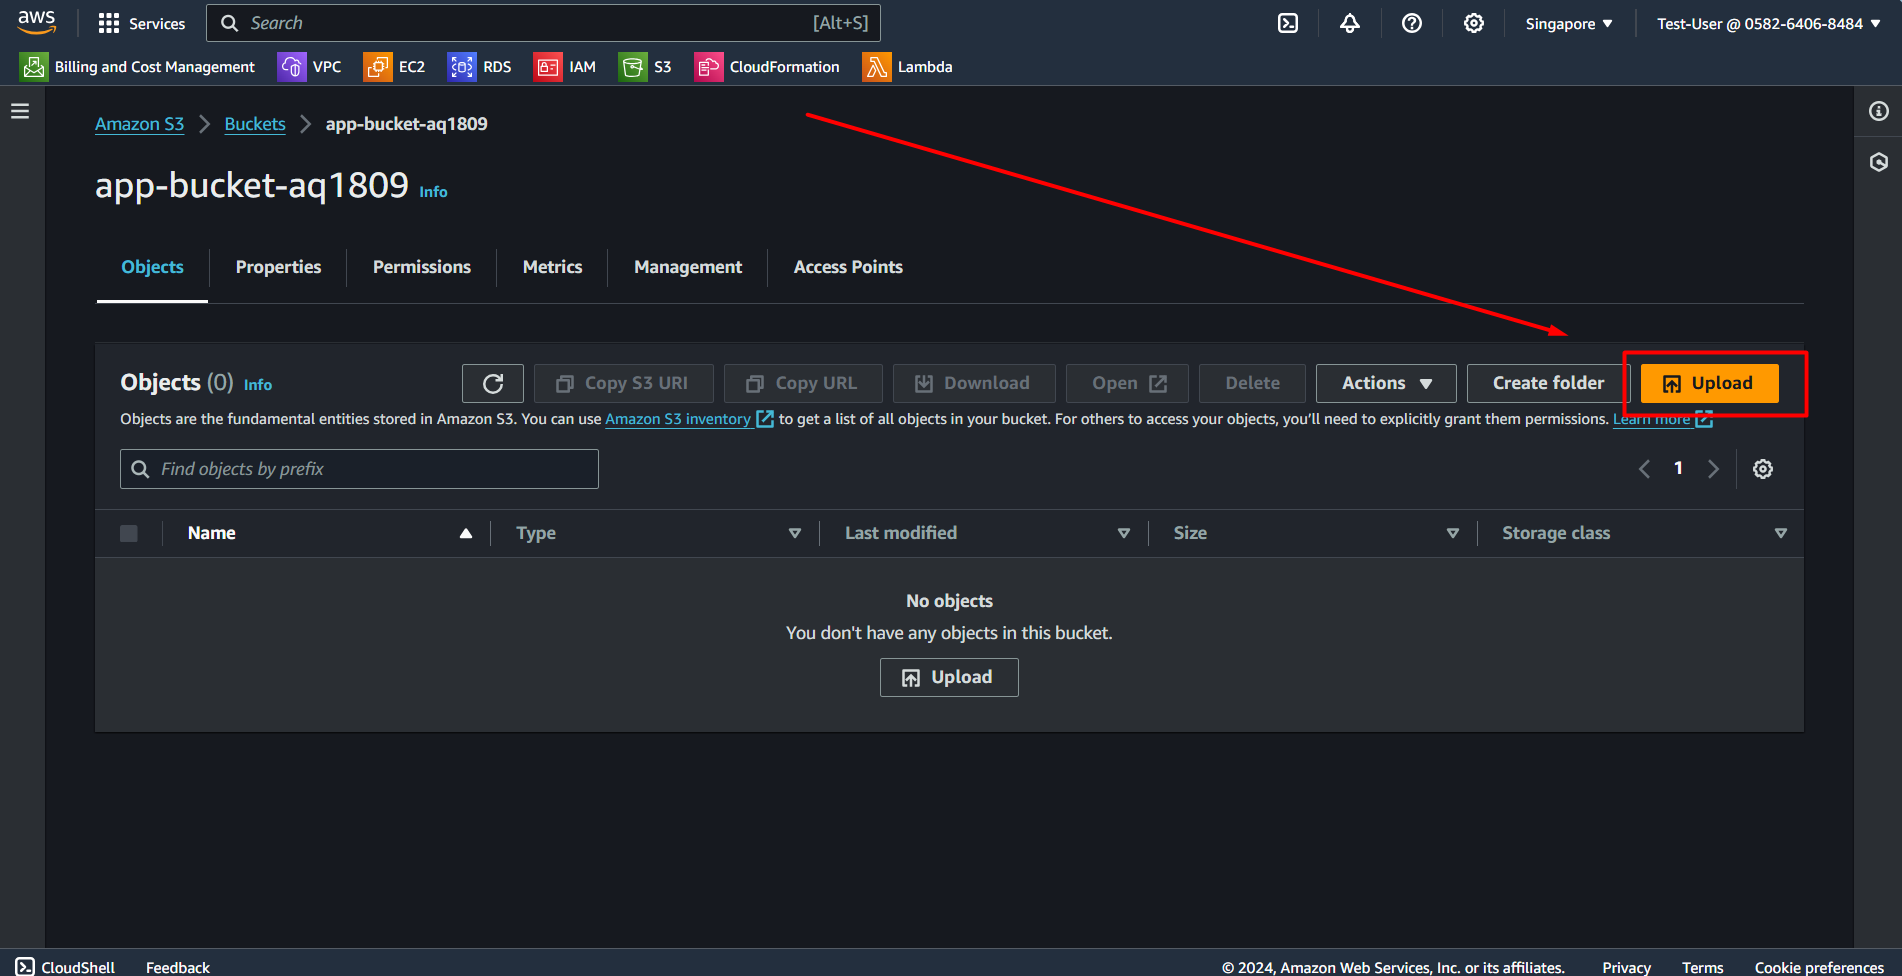 aws Services Search [Alt+S] Singapore Test-User @ 0582-6406-8484
Billing and Cost Management VPC EC2 RDS IAM S3 CloudFormation Lambda
Amazon S3 Buckets app-bucket-aq1809
app-bucket-aq1809 Info
Objects Properties Permissions Metrics Management Access Points
Objects (0) Info Copy S3 URI Copy URL Download Open Delete Actions Create folder Upload
Objects are the fundamental entities stored in Amazon S3. You can use Amazon S3 inventory to get a list of all objects in your bucket. For others to access your objects, you'll need to explicitly grant them permissions. Learn more
Find objects by prefix 1
Name Type Last modified Size Storage class
No objects
You don't have any objects in this bucket.
Upload
CloudShell Feedback © 2024, Amazon Web Services, Inc. or its affiliates. Privacy Terms Cookie preferences